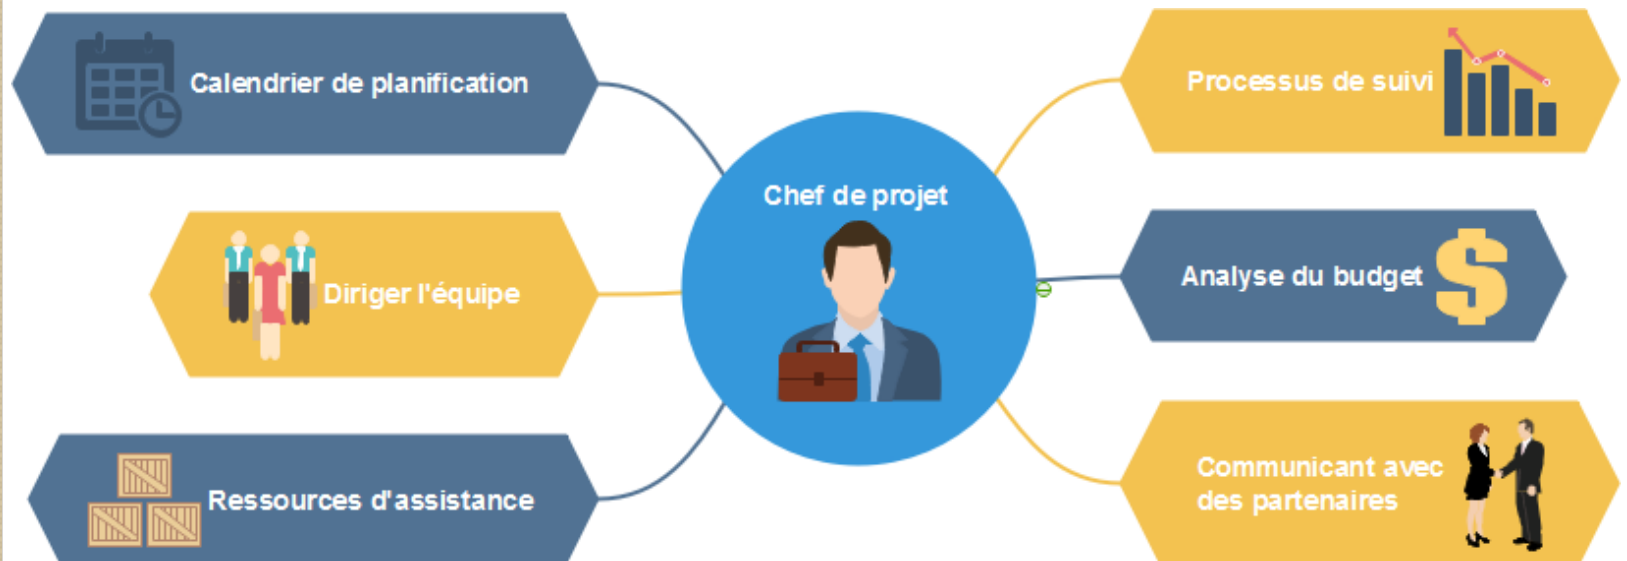 Calendrier de planification
Diriger l'équipe
Ressources d'assistance
Chef de projet
Processus de suivi
Analyse du budget
Communicant avec
des partenaires